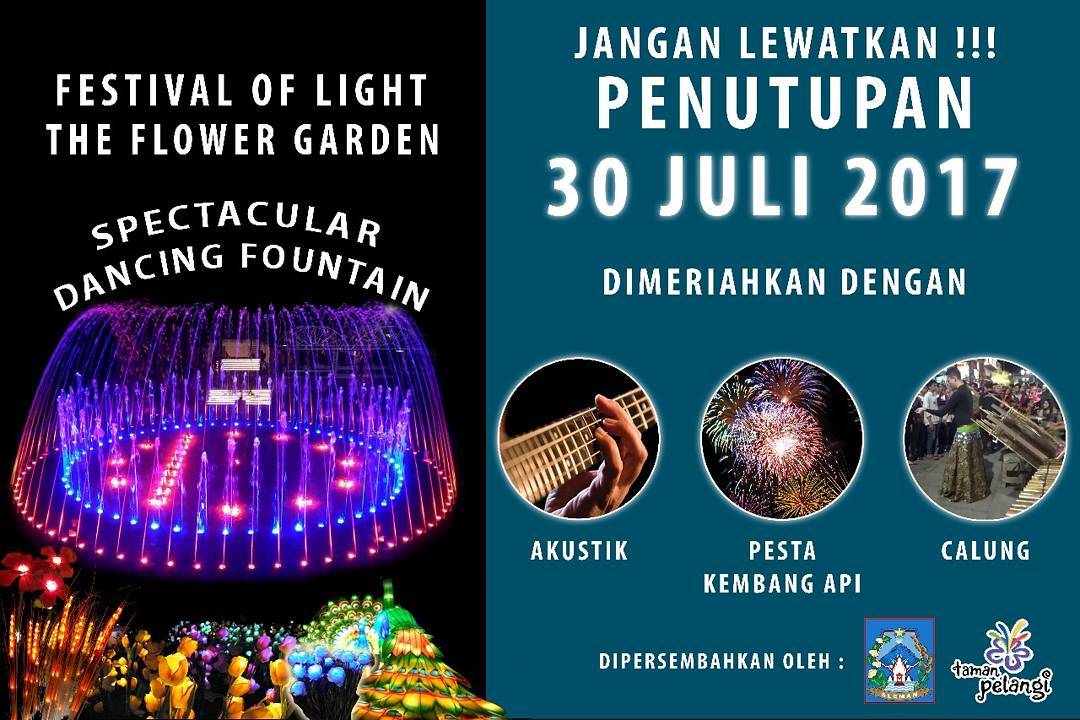 FESTIVAL OF LIGHT
THE FLOWER GARDEN
SPECTACULAR
DANCING FOUNTAIN
JANGAN LEWATKAN !!!
PENUTUPAN
30 JULI 2017
DIMERIAHKAN DENGAN
AKUSTIK
PESTA
KEMBANG API
CALUNG
DIPERSEMBAHKAN OLEH :
SLEMAN
taman
pelangi